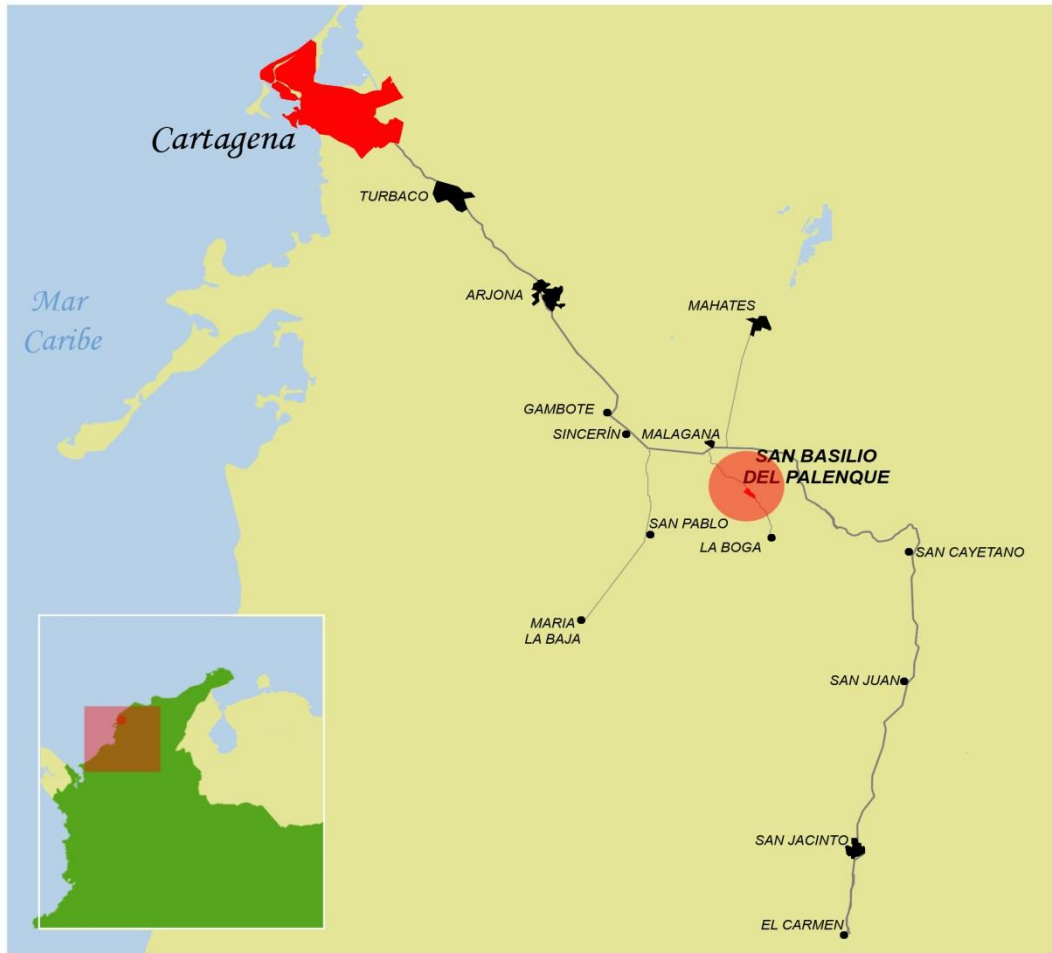 Cartagena
TURBACO
Mar
Caribe
ARJONA
MAHATES
GAMBOTE
SINCERÍN
MALAGANA
SAN BASILIO
DEL PALENQUE
SAN PABLO
LA BOGA
SAN CAYETANO
MARIA
LA BAJA
SAN JUAN
SAN JACINTO
EL CARMEN